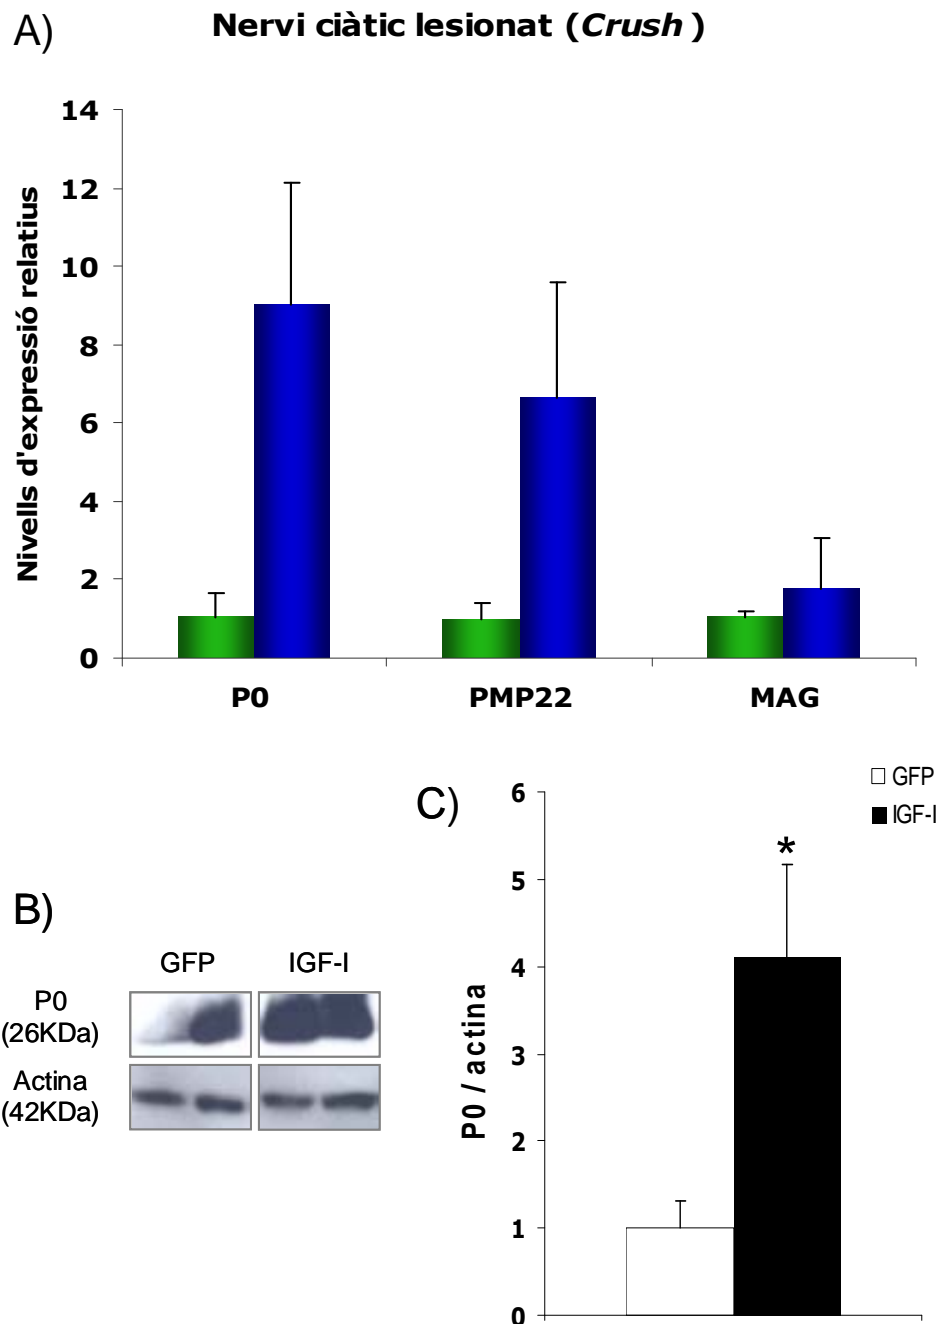 A)
Nervi ciàtic lesionat (Crush )
Nivells d'expressió relatius
14
12
10
8
6
4
2
0
P0
PMP22
MAG
B)
GFP
IGF-I
P0
(26KDa)
Actina
(42KDa)
C)
GFP
IGF-I
P0 / actina
6
5
4
3
2
1
0
*